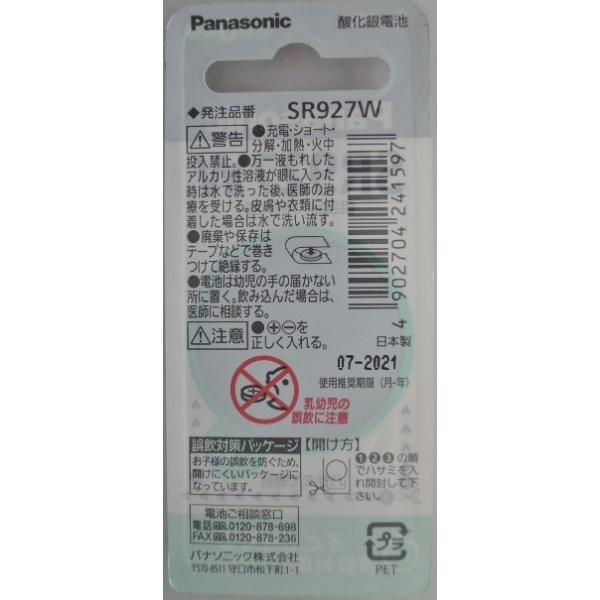 Panasonic
酸化銀電池
◆発注品番 SR927W
⚠警告 ●充電・ショート・
分解・加熱・火中
投入禁止。●万一液もれした
アルカリ性溶液が眼に入った
時は水で洗った後、医師の治
療を受ける。皮膚や衣類に付
着した場合は水で洗い流す。
●廃棄や保存は
テープなどで巻き
つけて絶縁する。
●電池は幼児の手の届かない
所に置く。飲み込んだ場合は、
医師に相談する。
⚠注意 ●⊕⊖を
正しく入れる。
4902704241597
日本製
07-2021
使用推奨期限(月-年)
乳幼児の
誤飲に注意
誤飲対策パッケージ
お子様の誤飲を防ぐため、
開けにくいパッケージに
なっています。
【開け方】
❶❷❸の順
でハサミを入
れ開封して下
さい。
電池ご相談窓口
電話 0120-878-698
FAX 0120-878-236
パナソニック株式会社
〒570-8511 守口市松下町1-1
プラ
PET